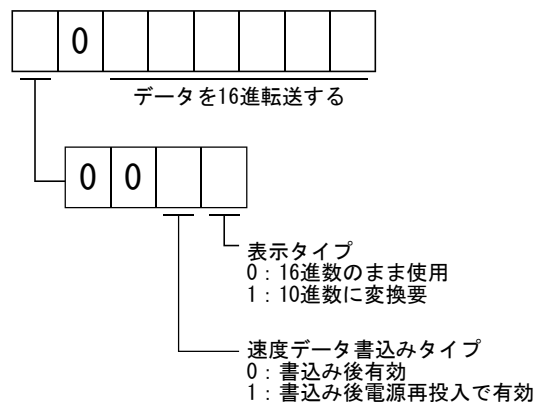 0
データを16進転送する
0 0
表示タイプ
0：16進数のまま使用
1：10進数に変換要
速度データ書込みタイプ
0：書込み後有効
1：書込み後電源再投入で有効